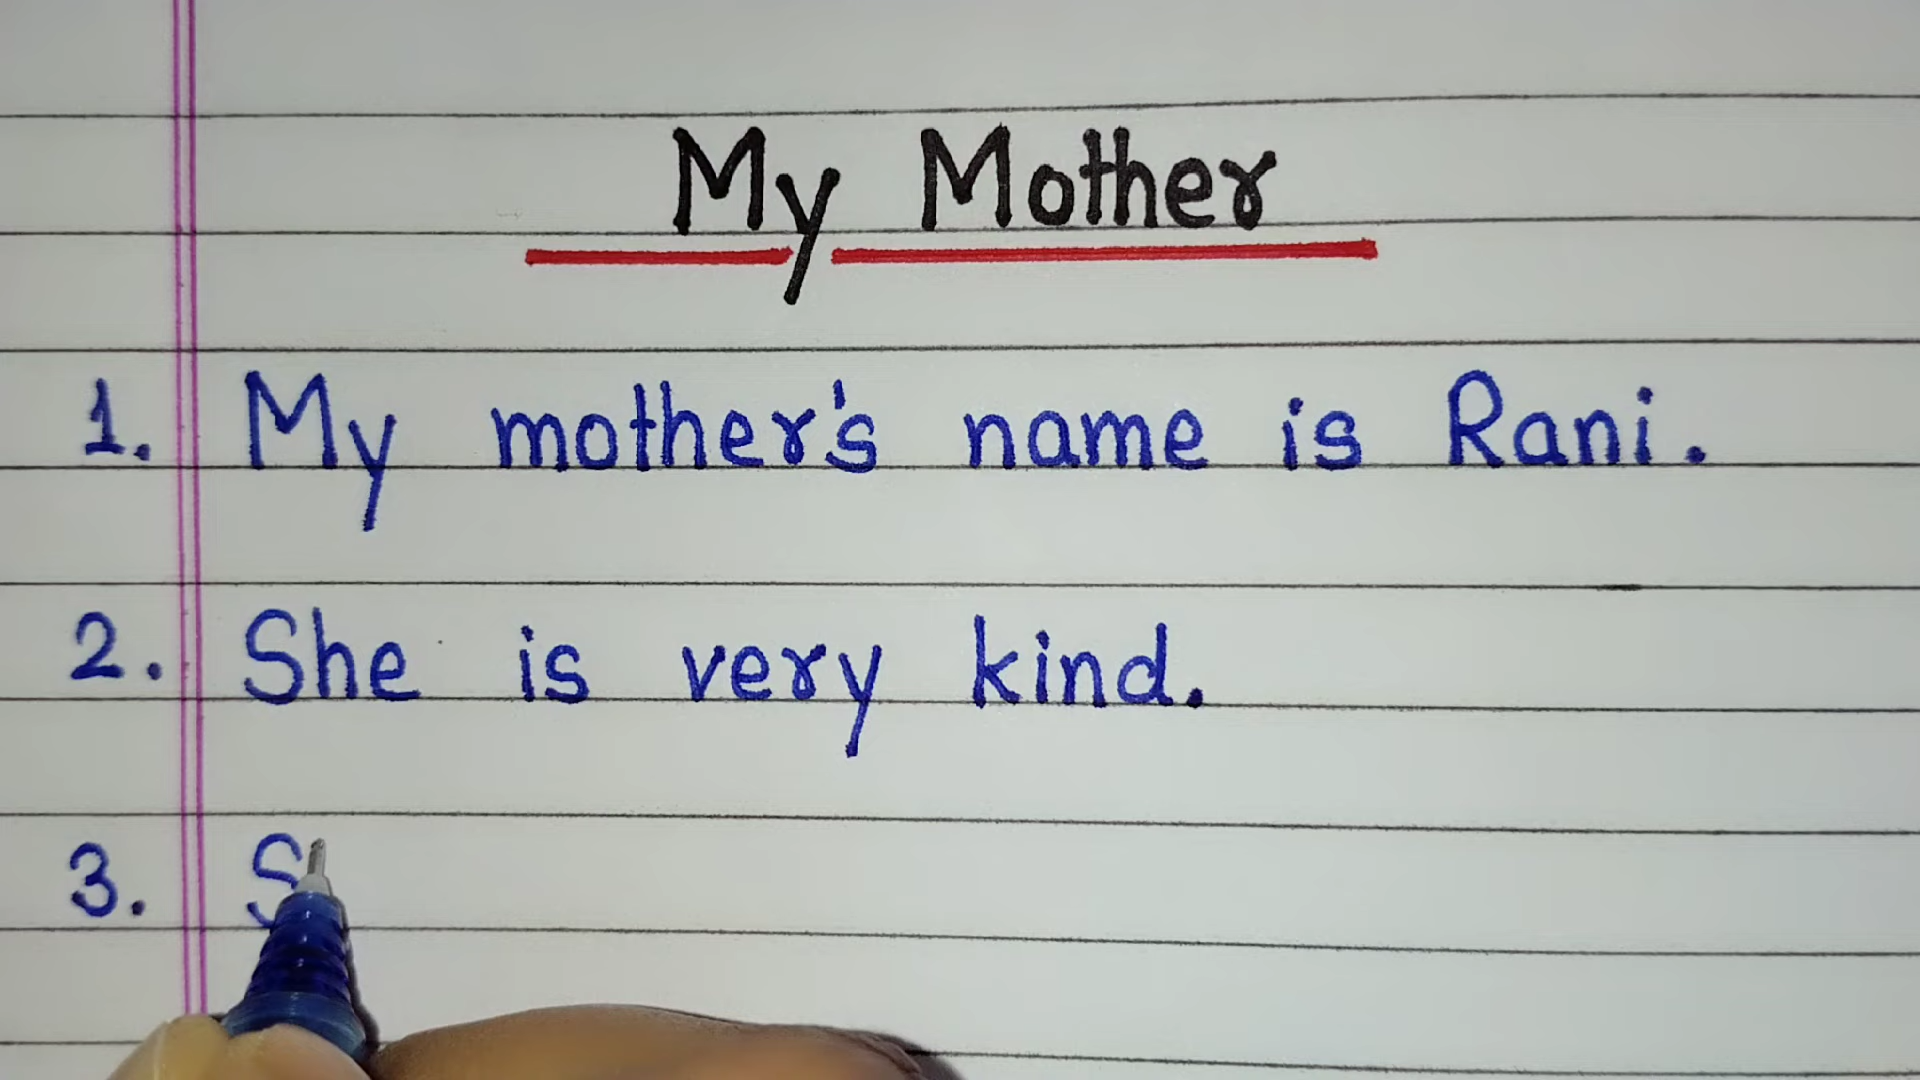 My Mother
1. My mother's name is Rani.
2. She is very kind.
3. S